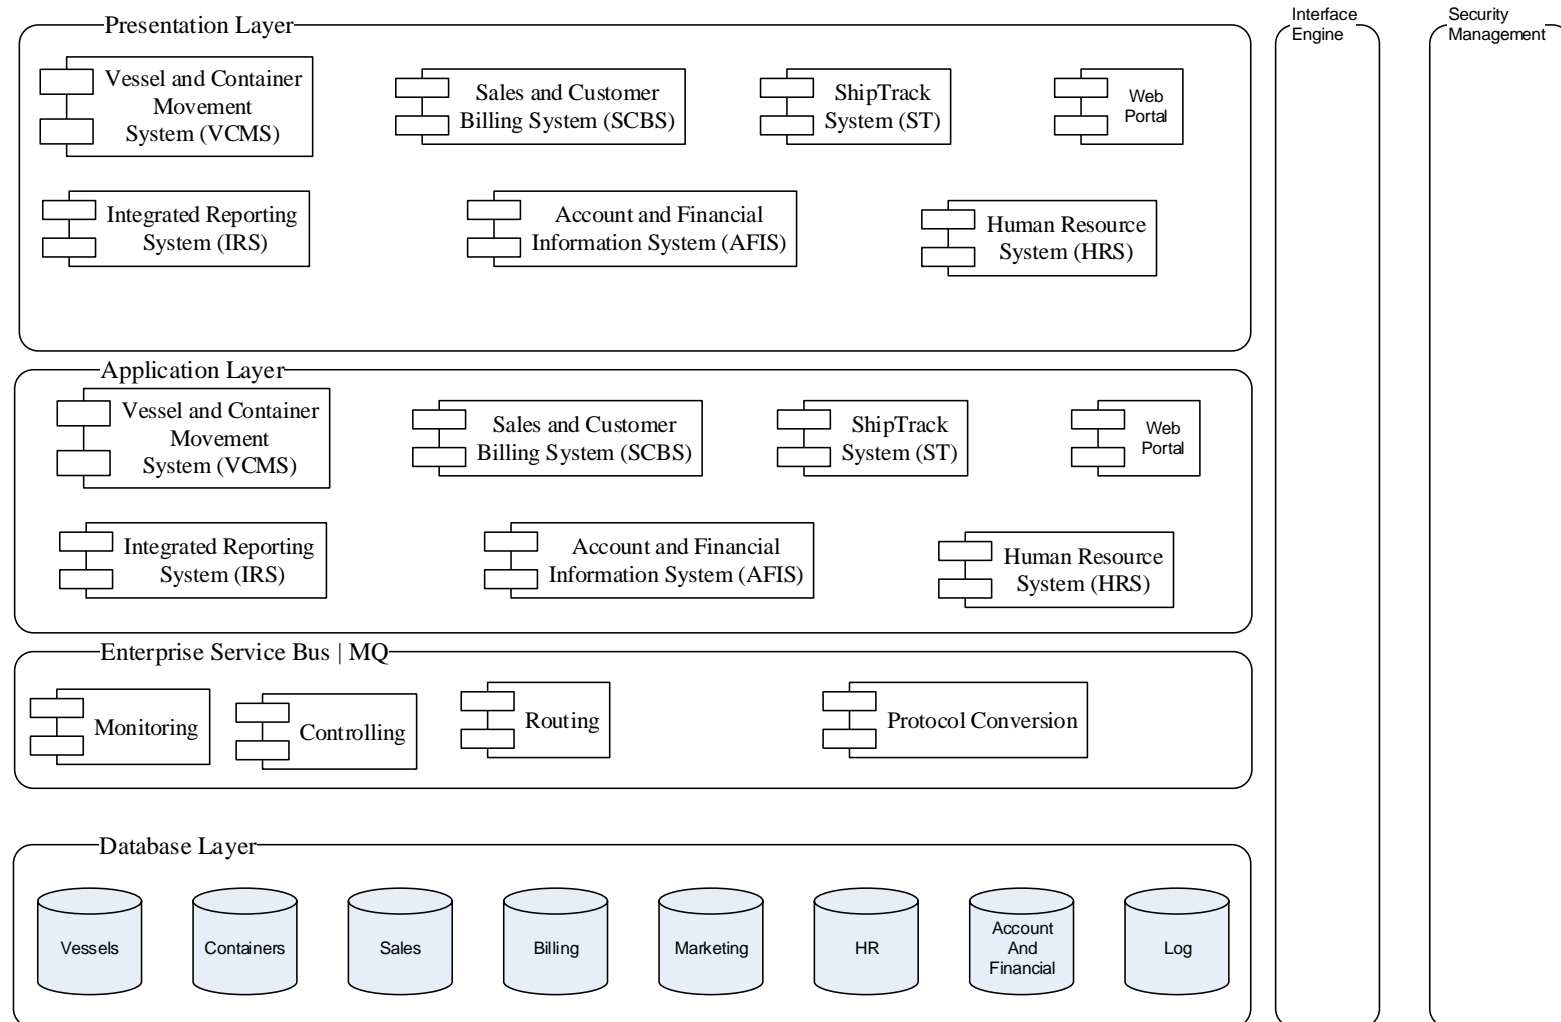 Presentation Layer
Vessel and Container
Movement
System (VCMS)
Sales and Customer
Billing System (SCBS)
ShipTrack
System (ST)
Web
Portal
Integrated Reporting
System (IRS)
Account and Financial
Information System (AFIS)
Human Resource
System (HRS)
Application Layer
Vessel and Container
Movement
System (VCMS)
Sales and Customer
Billing System (SCBS)
ShipTrack
System (ST)
Web
Portal
Integrated Reporting
System (IRS)
Account and Financial
Information System (AFIS)
Human Resource
System (HRS)
Enterprise Service Bus | MQ
Monitoring
Controlling
Routing
Protocol Conversion
Database Layer
Vessels
Containers
Sales
Billing
Marketing
HR
Account
And
Financial
Log
Interface
Engine
Security
Management